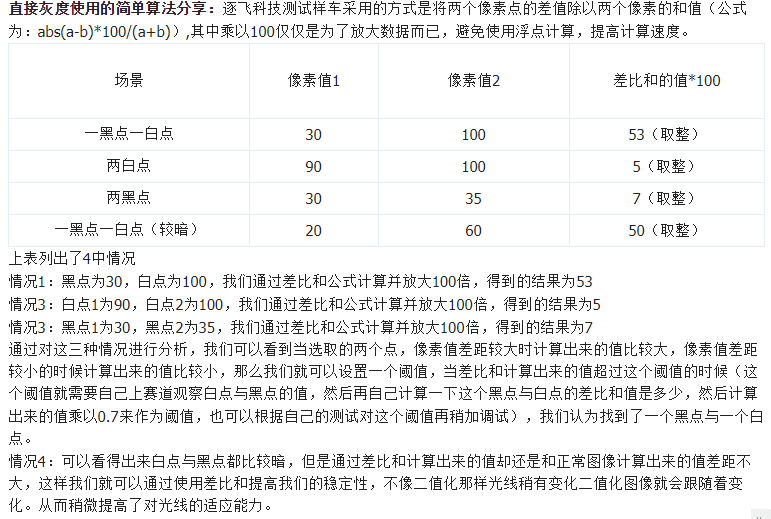 直接灰度使用的简单算法分享：逐飞科技测试样车采用的方式是将两个像素点的差值除以两个像素的和值（公式
为：abs(a-b)*100/(a+b)）,其中乘以100仅仅是为了放大数据而已，避免使用浮点计算，提高计算速度。
场景 像素值1 像素值2 差比和的值*100
一黑点一白点 30 100 53（取整）
两白点 90 100 5（取整）
两黑点 30 35 7（取整）
一黑点一白点（较暗） 20 60 50（取整）
上表列出了4中情况
情况1：黑点为30，白点为100，我们通过差比和公式计算并放大100倍，得到的结果为53
情况3：白点1为90，白点2为100，我们通过差比和公式计算并放大100倍，得到的结果为5
情况3：黑点1为30，黑点2为35，我们通过差比和公式计算并放大100倍，得到的结果为7
通过对这三种情况进行分析，我们可以看到当选取的两个点，像素值差距较大时计算出来的值比较大，像素值差距
较小的时候计算出来的值比较小，那么我们就可以设置一个阈值，当差比和计算出来的值超过这个阈值的时候（这
个阈值就需要自己上赛道观察白点与黑点的值，然后再自己计算一下这个黑点与白点的差比和值是多少，然后计算
出来的值乘以0.7来作为阈值，也可以根据自己的测试对这个阈值再稍加调试），我们认为找到了一个黑点与一个白
点。
情况4：可以看得出来白点与黑点都比较暗，但是通过差比和计算出来的值却还是和正常图像计算出来的值差距不
大，这样我们就可以通过使用差比和提高我们的稳定性，不像二值化那样光线稍有变化二值化图像就会跟随着变
化。从而稍微提高了对光线的适应能力。